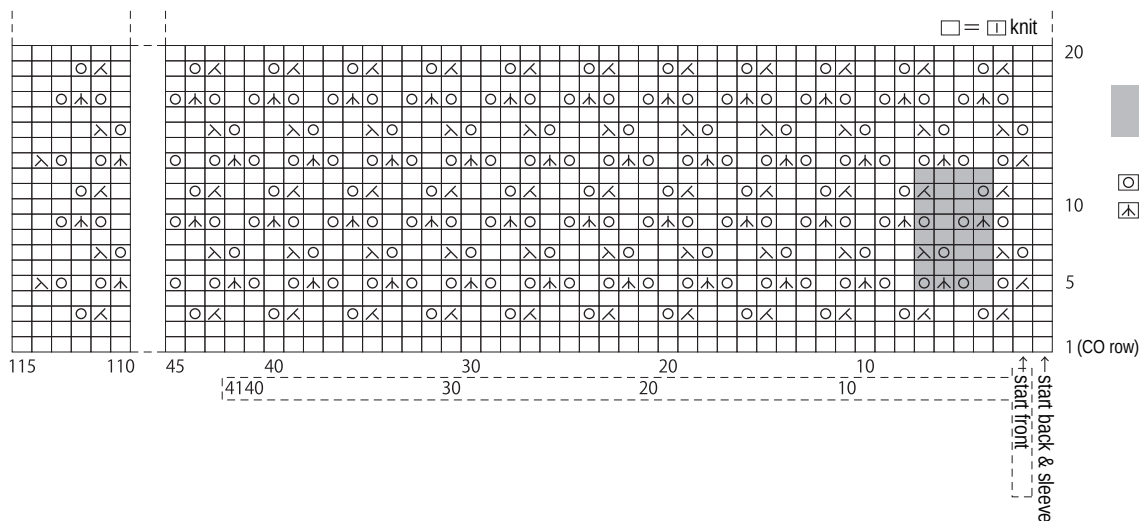 = knit
20
10
5
1 (CO row)
115 110 45 40 30 20 10
4140 30 20 10
start front
start back & sleeve